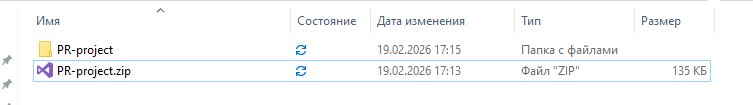 Имя Состояние Дата изменения Тип Размер
PR-project 19.02.2026 17:15 Папка с файлами
PR-project.zip 19.02.2026 17:13 Файл "ZIP" 135 КБ